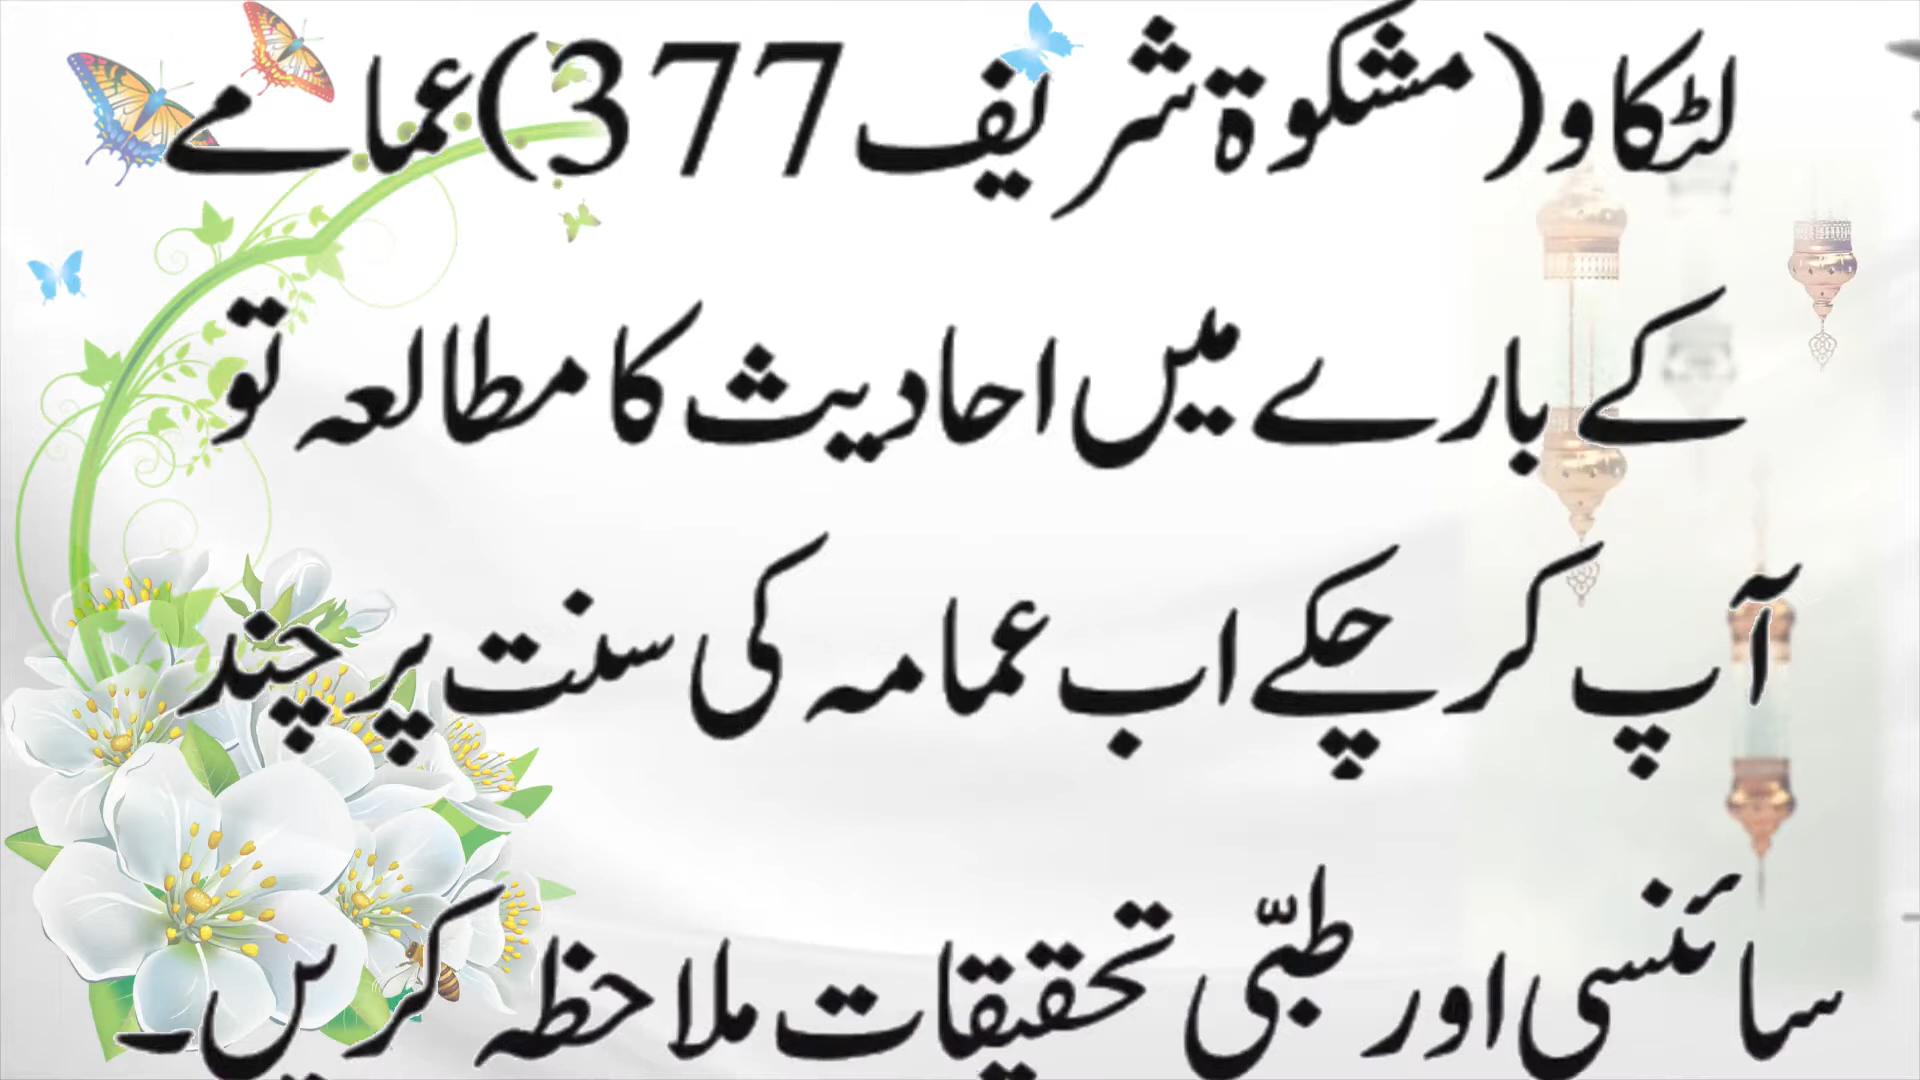 لٹکاو (مشکوۃ شریف 377) عمامے
کے بارے میں احادیث کا مطالعہ تو
آپ کر چکے اب عمامہ کی سنت پر چند
سائنسی اور طبّی تحقیقات ملاحظہ کریں۔